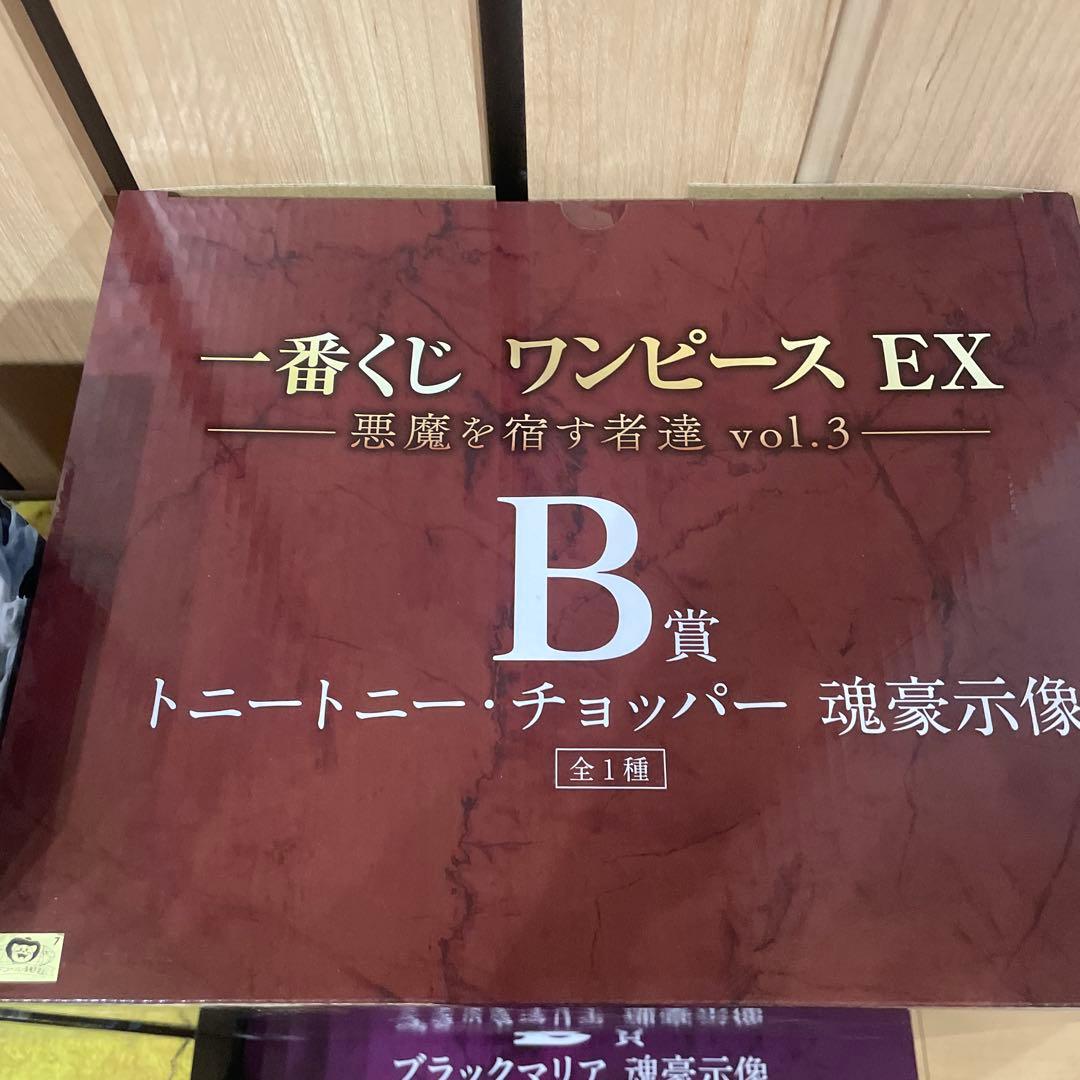 一番くじ ワンピース EX
悪魔を宿す者達 vol.3
B賞
トニートニー・チョッパー 魂豪示像
全1種
7
ブラックマリア 魂豪示像